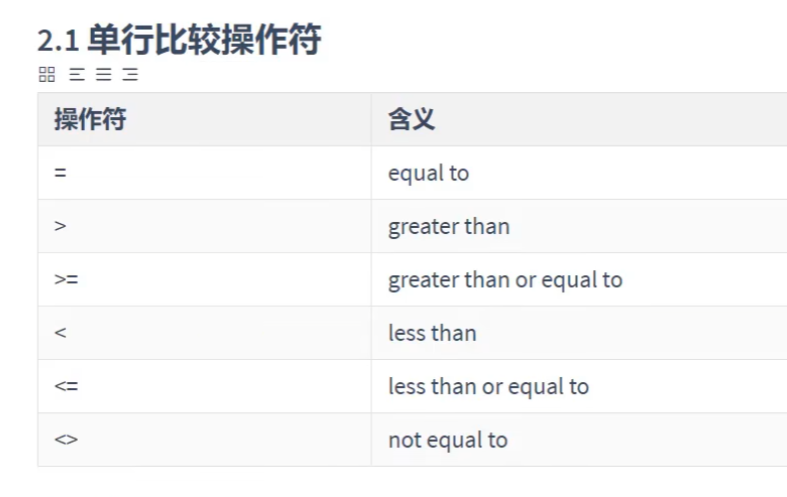 2.1 单行比较操作符
操作符 含义
= equal to
> greater than
>= greater than or equal to
< less than
<= less than or equal to
<> not equal to